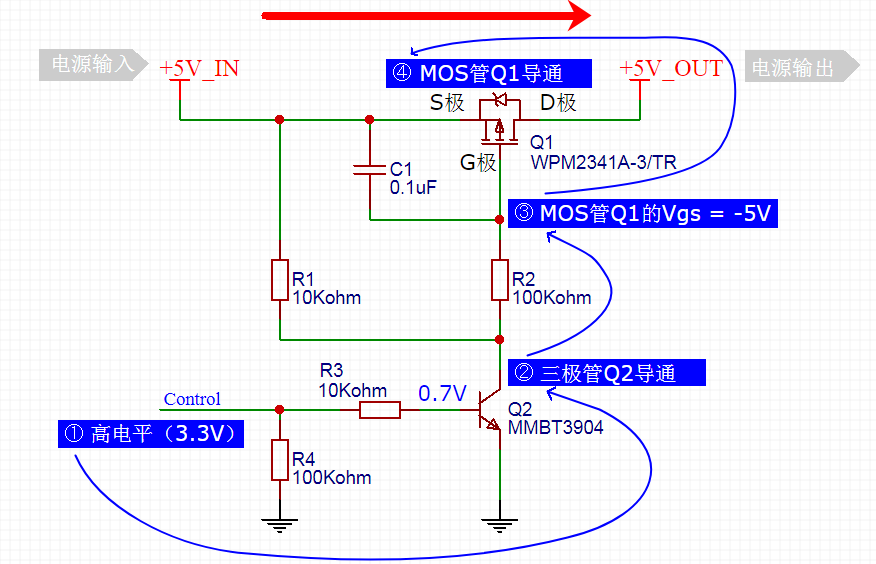 电源输入
+5V_IN
④ MOS管Q1导通
+5V_OUT
电源输出
S极
D极
Q1
WPM2341A-3/TR
G极
C1
0.1uF
③ MOS管Q1的Vgs = -5V
R1
10Kohm
R2
100Kohm
② 三极管Q2导通
R3
10Kohm
0.7V
Control
Q2
MMBT3904
① 高电平（3.3V）
R4
100Kohm